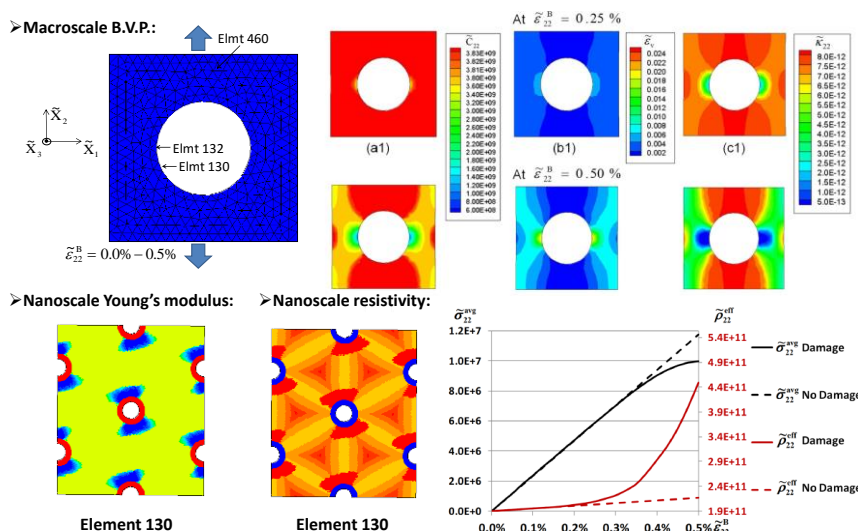 ➢Macroscale B.V.P.:
Elmt 460
X̃₂
X̃₃
X̃₁
Elmt 132
Elmt 130
ε̃₂₂ᴮ = 0.0% – 0.5%
At ε̃₂₂ᴮ = 0.25 %
C̃₂₂
3.83E+09
3.81E+09
3.80E+09
3.60E+09
3.40E+09
3.20E+09
3.00E+09
2.80E+09
2.60E+09
2.40E+09
2.20E+09
2.00E+09
1.80E+09
1.60E+09
1.40E+09
1.20E+09
1.00E+09
8.00E+08
6.00E+08
ε̃ᵥ
0.024
0.022
0.020
0.018
0.016
0.014
0.012
0.010
0.008
0.006
0.004
0.002
κ̃₂₂
8.0E-12
7.5E-12
7.0E-12
6.5E-12
6.0E-12
5.5E-12
5.0E-12
4.5E-12
4.0E-12
3.5E-12
3.0E-12
2.5E-12
2.0E-12
1.5E-12
1.0E-12
5.0E-13
(a1)
(b1)
(c1)
At ε̃₂₂ᴮ = 0.50 %
➢Nanoscale Young's modulus:
➢Nanoscale resistivity:
Element 130
Element 130
σ̃₂₂ᵃᵛᵍ
ρ̃₂₂ᵉᶠᶠ
1.2E+7
1.0E+7
8.0E+6
6.0E+6
4.0E+6
2.0E+6
0.0E+0
5.4E+11
4.9E+11
4.4E+11
3.9E+11
3.4E+11
2.9E+11
2.4E+11
1.9E+11
0.0% 0.1% 0.2% 0.3% 0.4% 0.5% ε̃₂₂ᴮ
σ̃₂₂ᵃᵛᵍ Damage
σ̃₂₂ᵃᵛᵍ No Damage
ρ̃₂₂ᵉᶠᶠ Damage
ρ̃₂₂ᵉᶠᶠ No Damage